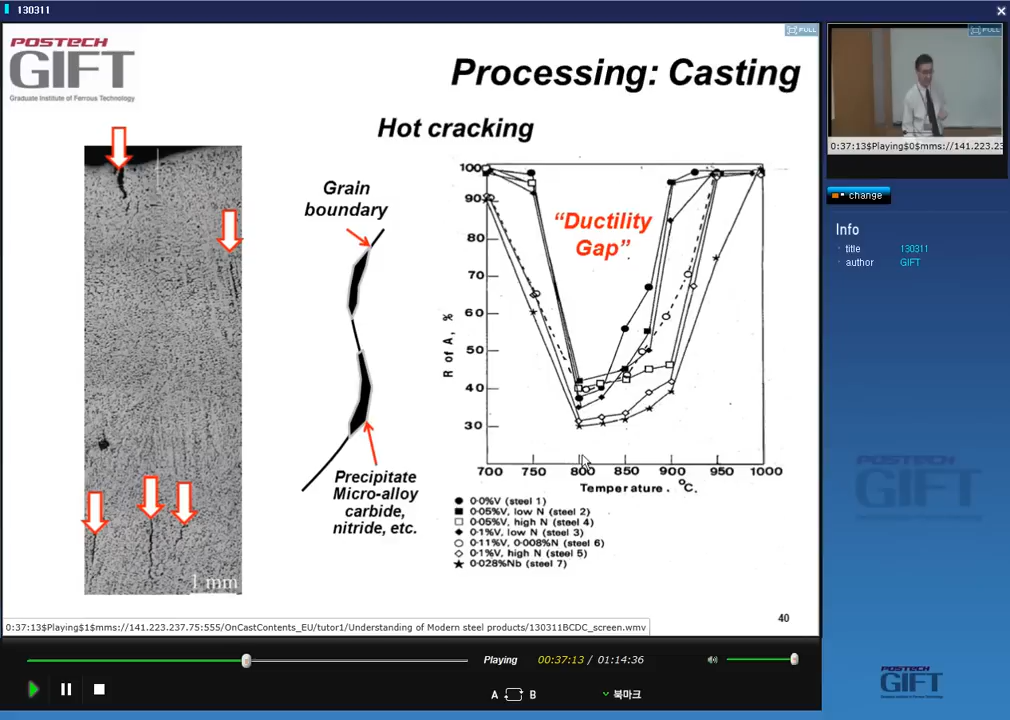 130311
POSTECH
GIFT
Graduate Institute of Ferrous Technology
FULL
Processing: Casting
Hot cracking
Grain
boundary
Precipitate
Micro-alloy
carbide,
nitride, etc.
1 mm
"Ductility
Gap"
R of A, %
100
90
80
70
60
50
40
30
700 750 800 850 900 950 1000
Temperature . °C.
0·0%V (steel 1)
0·05%V, low N (steel 2)
0·05%V, high N (steel 4)
0·1%V, low N (steel 3)
0·11%V, 0·008%N (steel 6)
0·1%V, high N (steel 5)
0·028%Nb (steel 7)
40
0:37:13$Playing$1$mms://141.223.237.75:555/OnCastContents_EU/tutor1/Understanding of Modern steel products/130311BCDC_screen.wmv
FULL
0:37:13$Playing$0$mms://141.223.23
change
Info
title 130311
author GIFT
POSTECH
GIFT
Playing 00:37:13 / 01:14:36
A B
북마크
POSTECH
GIFT